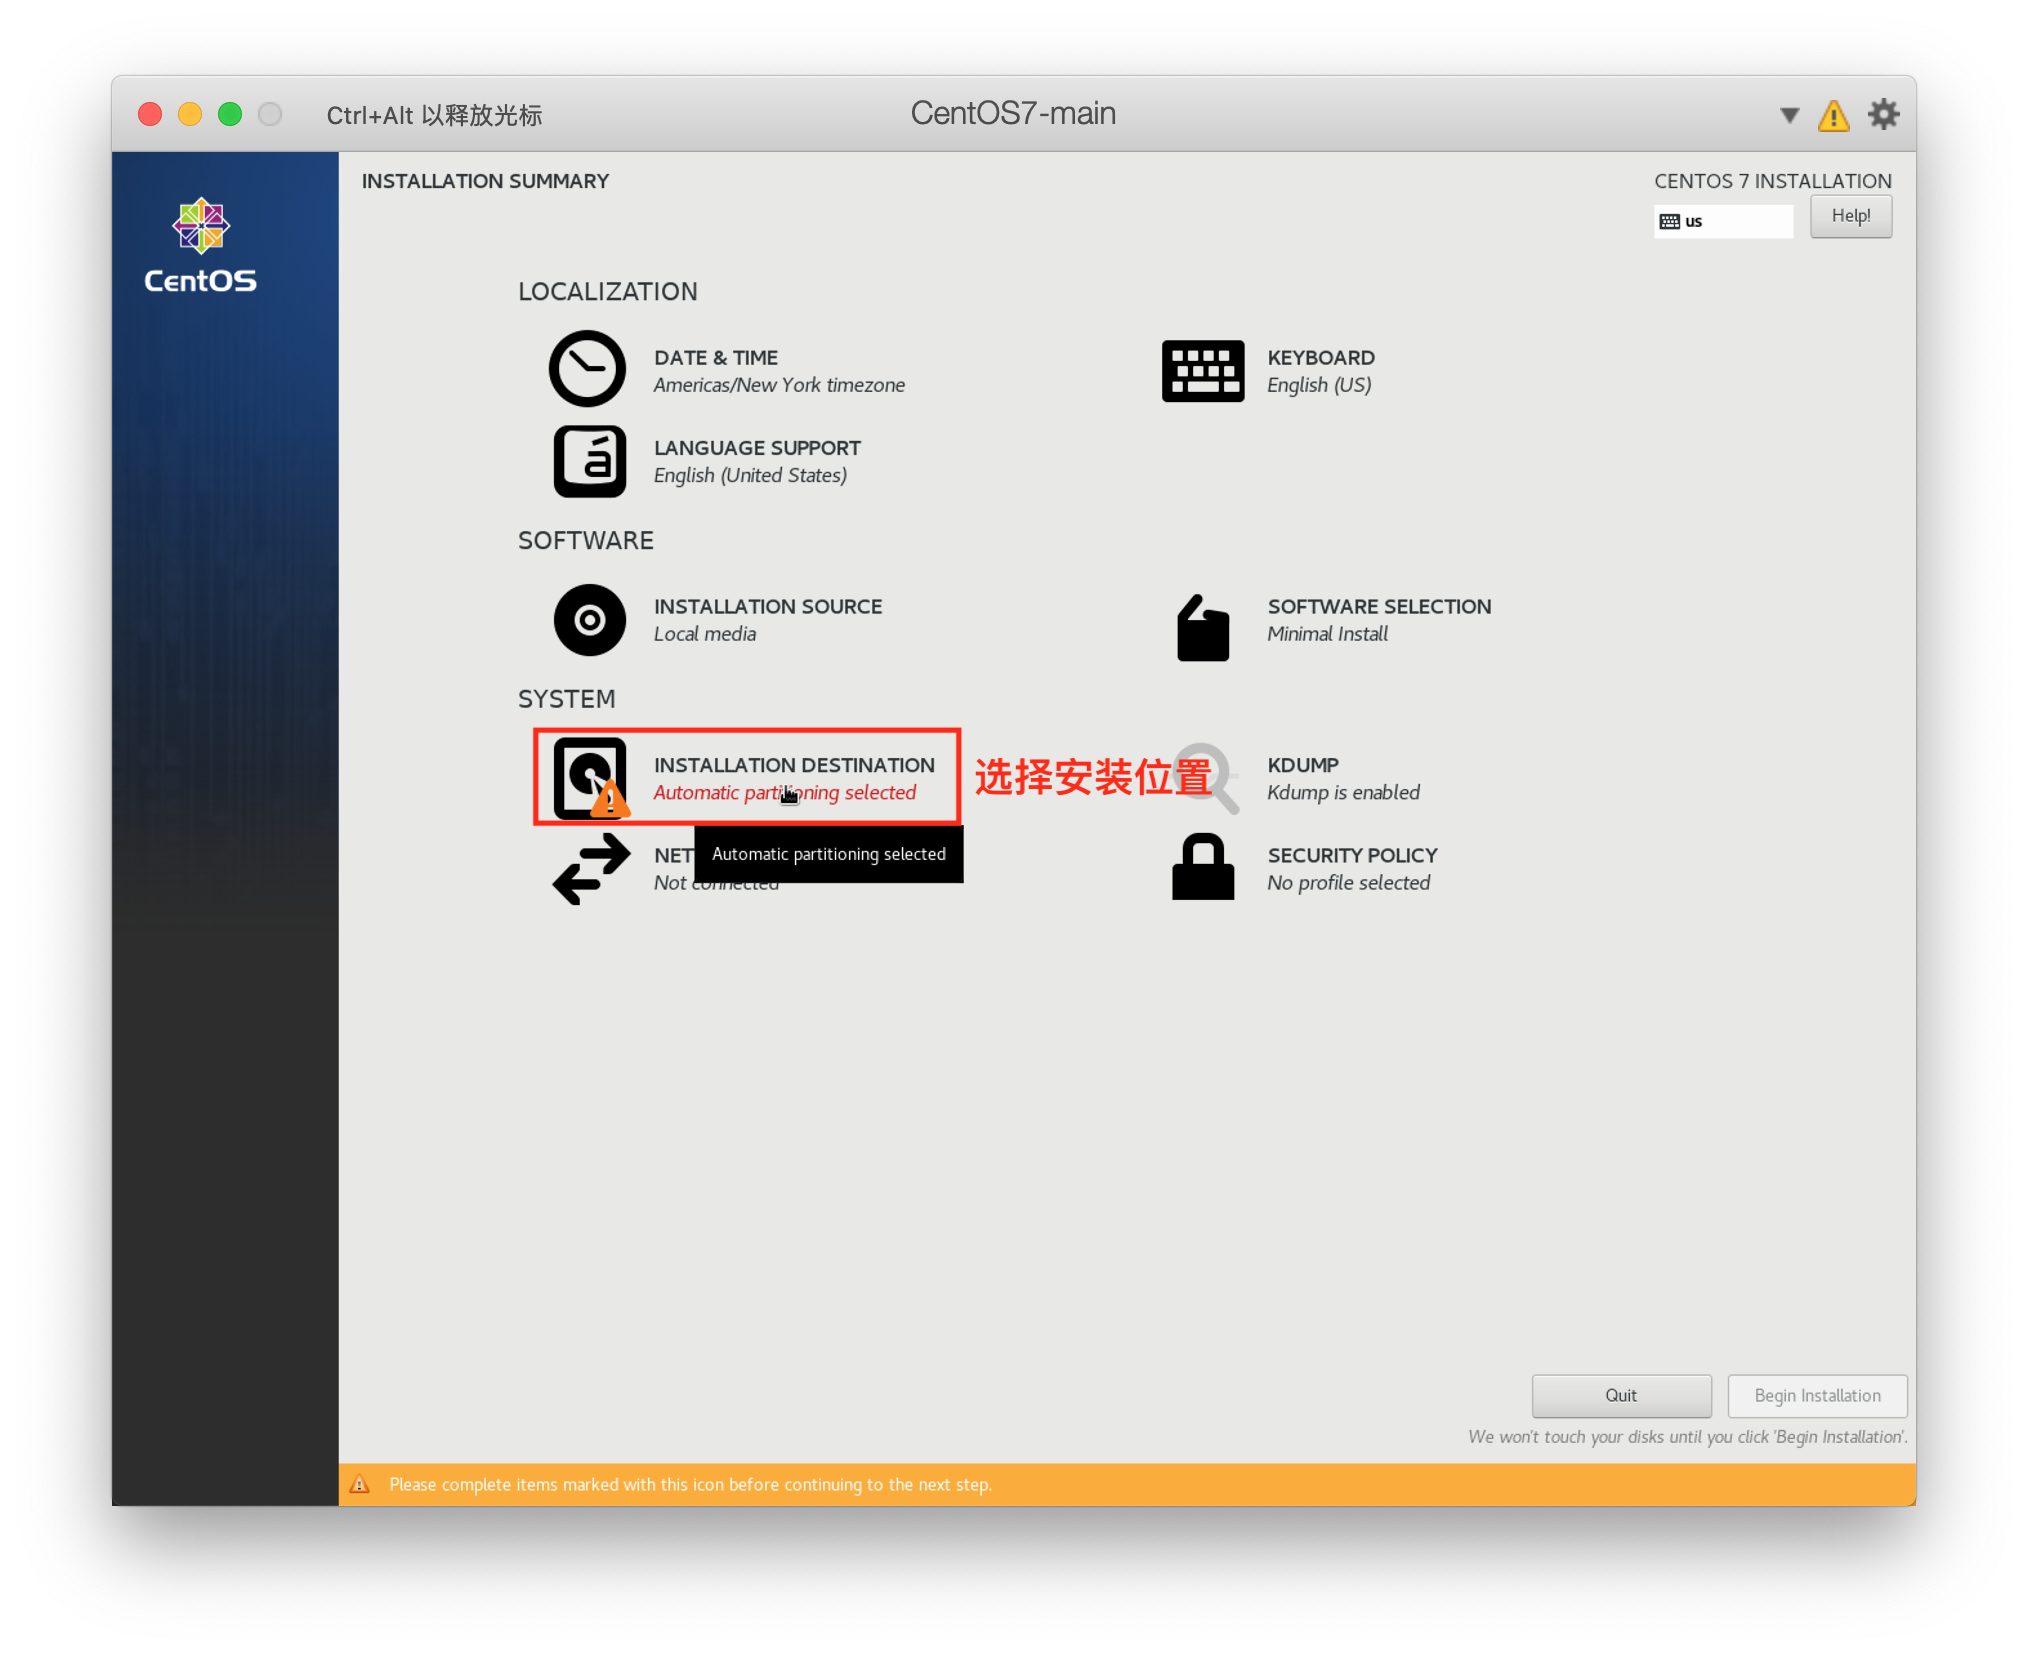 Ctrl+Alt 以释放光标
CentOS7-main
CentOS
INSTALLATION SUMMARY
CENTOS 7 INSTALLATION
us
Help!
LOCALIZATION
DATE & TIME
Americas/New York timezone
KEYBOARD
English (US)
LANGUAGE SUPPORT
English (United States)
SOFTWARE
INSTALLATION SOURCE
Local media
SOFTWARE SELECTION
Minimal Install
SYSTEM
INSTALLATION DESTINATION
Automatic partitioning selected
选择安装位置
KDUMP
Kdump is enabled
Automatic partitioning selected
NET
Not connected
SECURITY POLICY
No profile selected
Quit
Begin Installation
We won't touch your disks until you click 'Begin Installation'.
Please complete items marked with this icon before continuing to the next step.